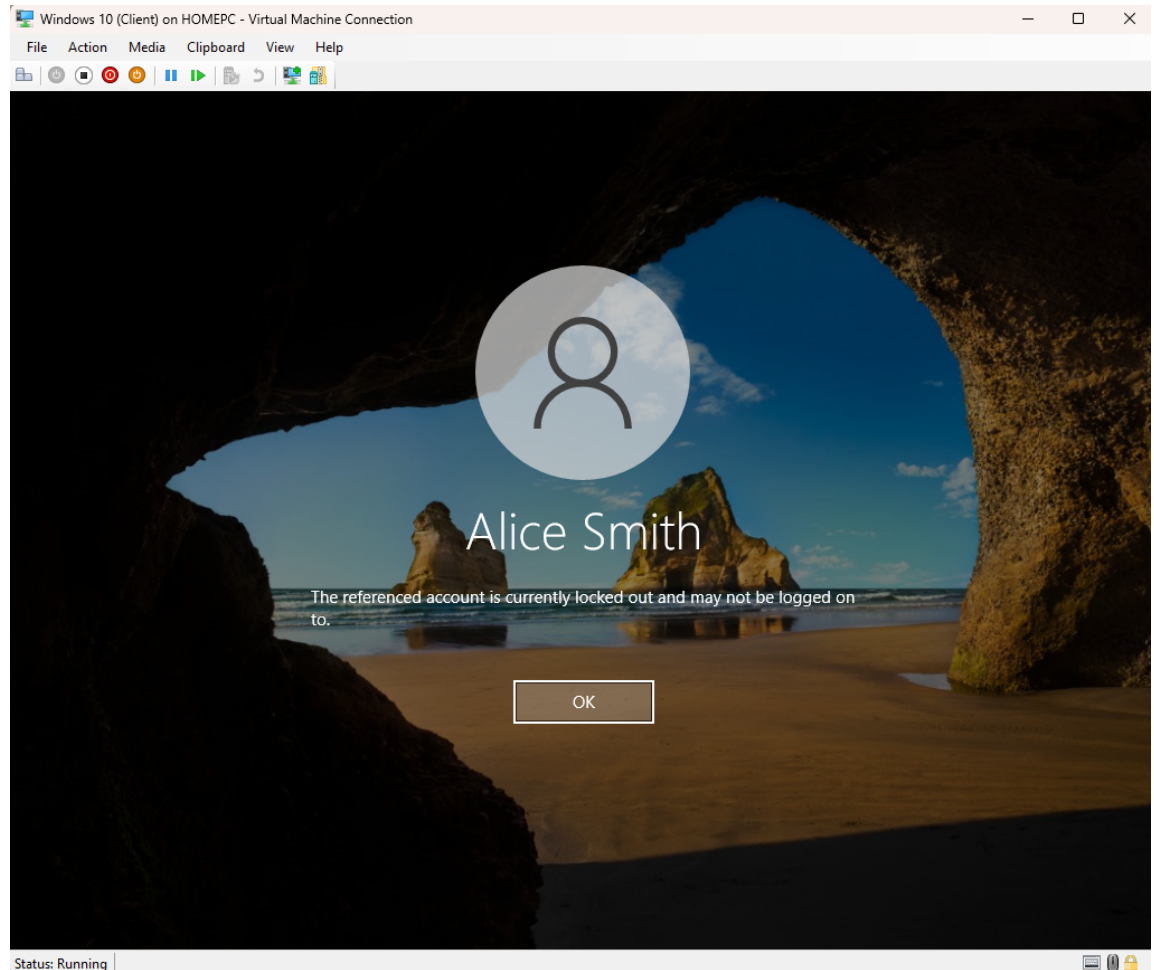 Windows 10 (Client) on HOMEPC - Virtual Machine Connection
File Action Media Clipboard View Help
Alice Smith
The referenced account is currently locked out and may not be logged on
to.
OK
Status: Running